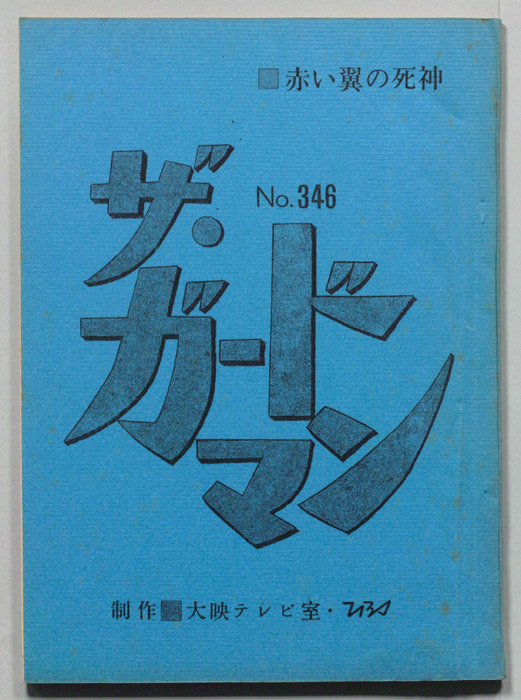 ■赤い翼の死神
ザ・
No.346
ガードマン
制作■大映テレビ室・TBS